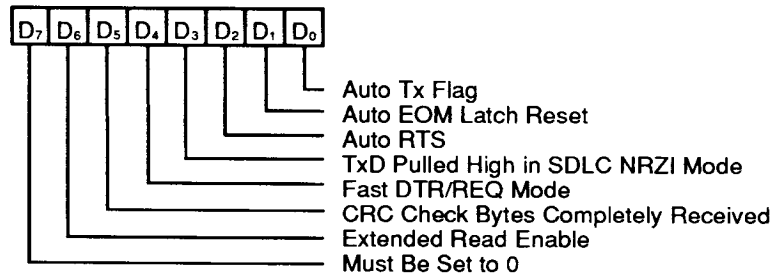 D₇ D₆ D₅ D₄ D₃ D₂ D₁ D₀
Auto Tx Flag
Auto EOM Latch Reset
Auto RTS
TxD Pulled High in SDLC NRZI Mode
Fast DTR/REQ Mode
CRC Check Bytes Completely Received
Extended Read Enable
Must Be Set to 0